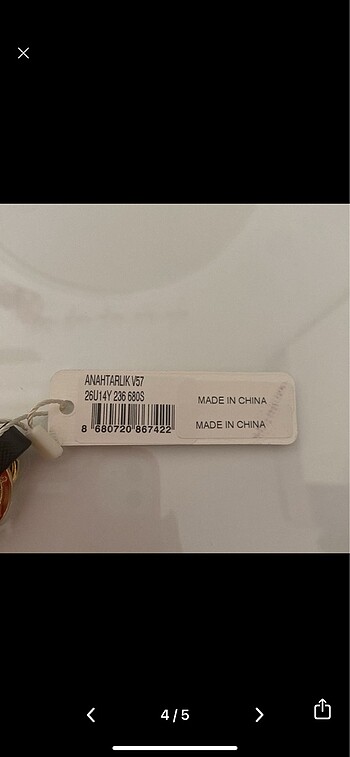 ANAHTARLIK V57
26U14Y 236 680S
8 680720 867422
MADE IN CHINA
MADE IN CHINA
4/5